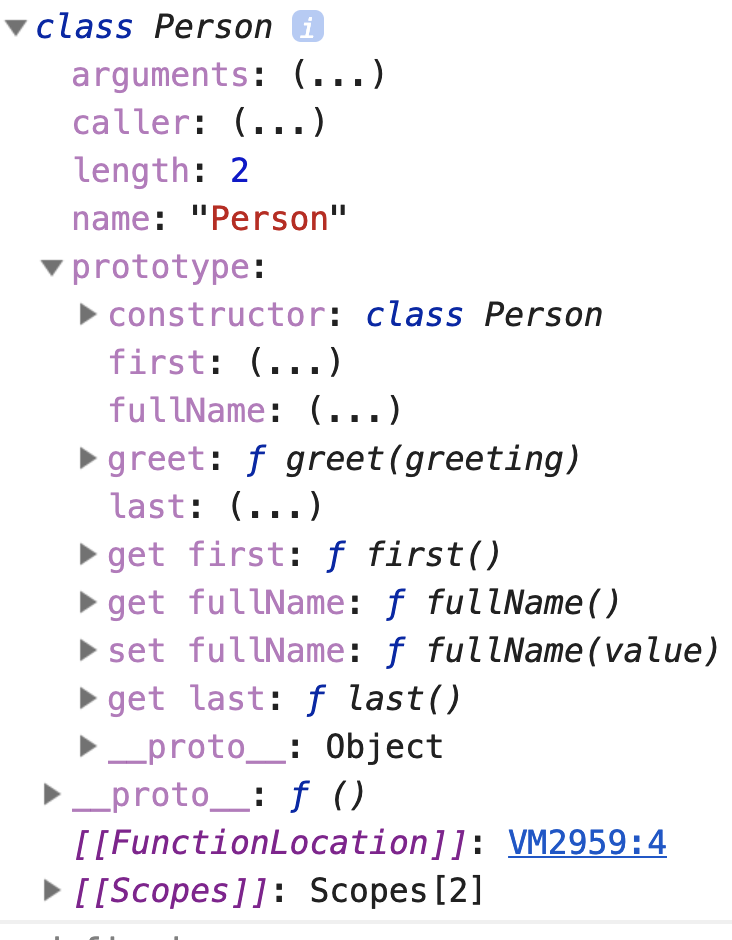 class Person i
arguments: (...)
caller: (...)
length: 2
name: "Person"
prototype:
constructor: class Person
first: (...)
fullName: (...)
greet: ƒ greet(greeting)
last: (...)
get first: ƒ first()
get fullName: ƒ fullName()
set fullName: ƒ fullName(value)
get last: ƒ last()
__proto__: Object
__proto__: ƒ ()
[[FunctionLocation]]: VM2959:4
[[Scopes]]: Scopes[2]